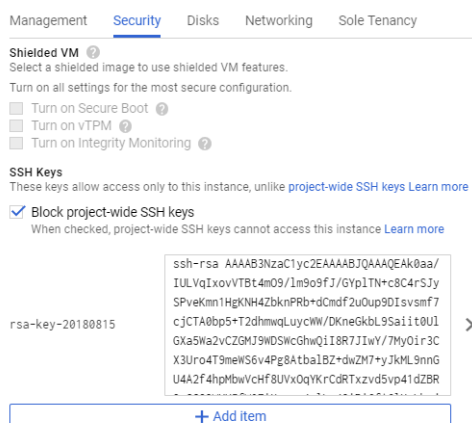 Management Security Disks Networking Sole Tenancy
Shielded VM
Select a shielded image to use shielded VM features.
Turn on all settings for the most secure configuration.
Turn on Secure Boot
Turn on vTPM
Turn on Integrity Monitoring
SSH Keys
These keys allow access only to this instance, unlike project-wide SSH keys Learn more
Block project-wide SSH keys
When checked, project-wide SSH keys cannot access this instance Learn more
ssh-rsa AAAAB3NzaC1yc2EAAAABJQAAAQEAk0aa/
IULVqIxovVTBt4mO9/lm9o9fJ/GYplTN+c8C4rSJy
SPveKmn1HgKNH4ZbknPRb+dCmdf2uOup9DIsvsmf7
rsa-key-20180815 cjCTA0bp5+T2dhmwqLuycWW/DKneGkbL9Saiit0Ul
GXa5Wa2vCZGMJ9WDSWcGhwQiI8R7JIwY/7MyOir3C
X3Uro4T9meWS6v4Pg8AtbalBZ+dwZM7+yJkML9nnG
U4A2f4hpMbwVcHf8UVxOqYKrCdRTxzvd5vp41dZBR
+ Add item